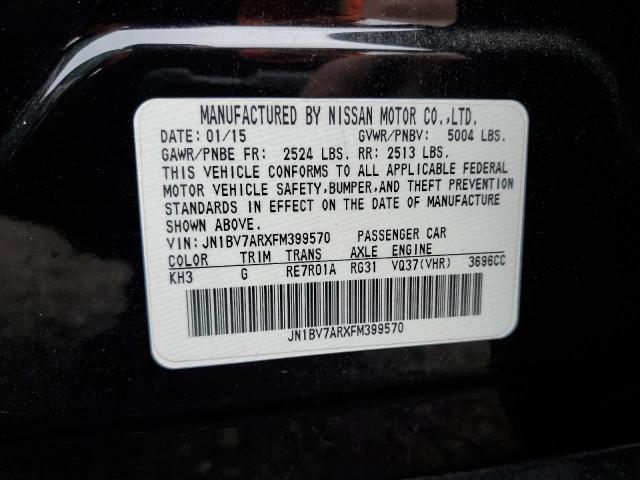 MANUFACTURED BY NISSAN MOTOR CO.,LTD.
DATE: 01/15 GVWR/PNBV: 5004 LBS.
GAWR/PNBE FR: 2524 LBS. RR: 2513 LBS.
THIS VEHICLE CONFORMS TO ALL APPLICABLE FEDERAL
MOTOR VEHICLE SAFETY,BUMPER,AND THEFT PREVENTION
STANDARDS IN EFFECT ON THE DATE OF MANUFACTURE
SHOWN ABOVE.
VIN: JN1BV7ARXFM399570 PASSENGER CAR
COLOR TRIM TRANS AXLE ENGINE
KH3 G RE7R01A RG31 VQ37(VHR) 3696CC
JN1BV7ARXFM399570